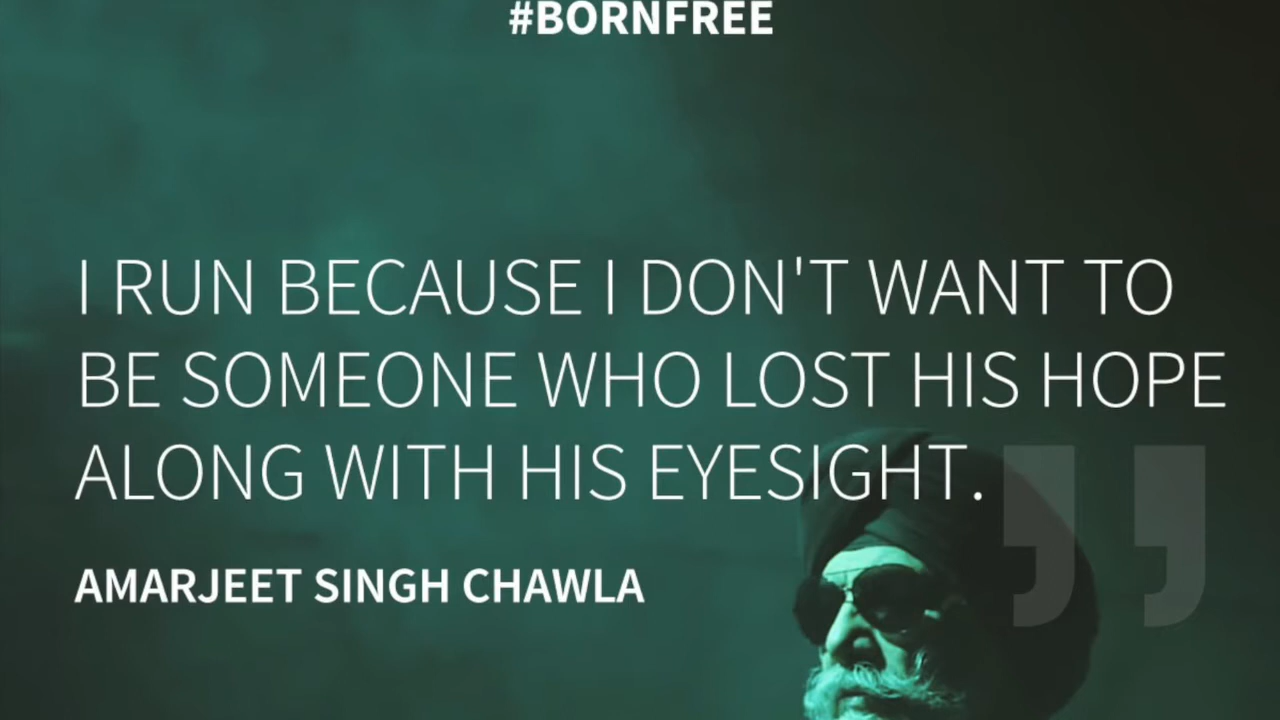 #BORNFREE
I RUN BECAUSE I DON'T WANT TO
BE SOMEONE WHO LOST HIS HOPE
ALONG WITH HIS EYESIGHT.
AMARJEET SINGH CHAWLA